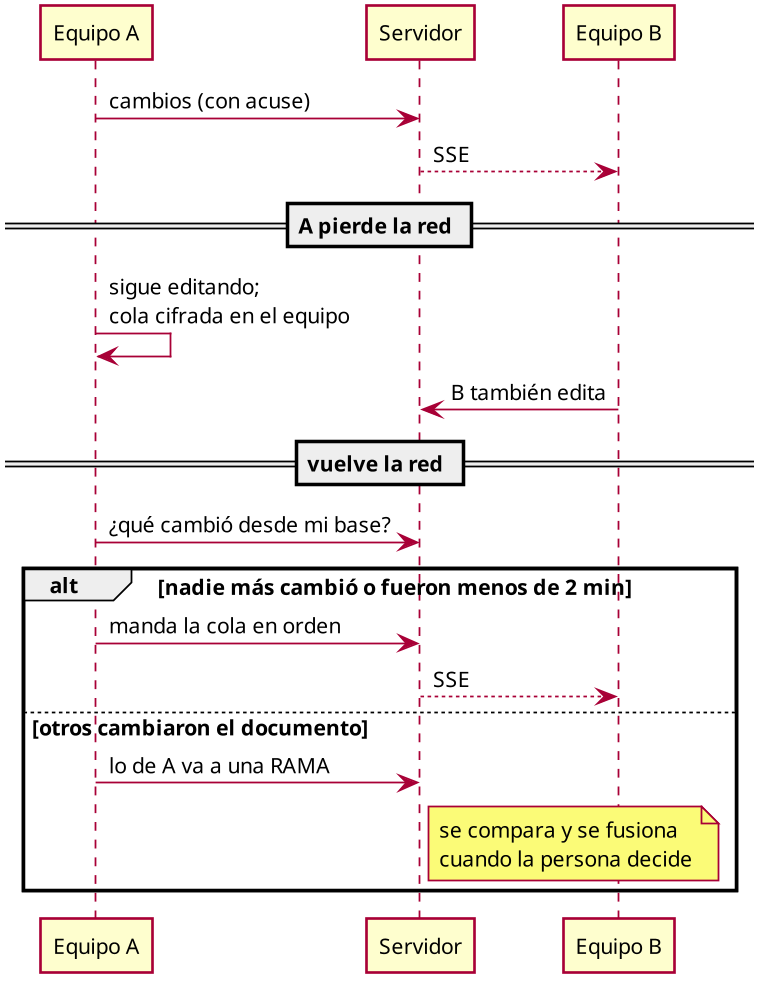 Equipo A
Servidor
Equipo B
cambios (con acuse)
SSE
A pierde la red
sigue editando;
cola cifrada en el equipo
B también edita
vuelve la red
¿qué cambió desde mi base?
alt
[nadie más cambió o fueron menos de 2 min]
manda la cola en orden
SSE
[otros cambiaron el documento]
lo de A va a una RAMA
se compara y se fusiona
cuando la persona decide
Equipo A
Servidor
Equipo B